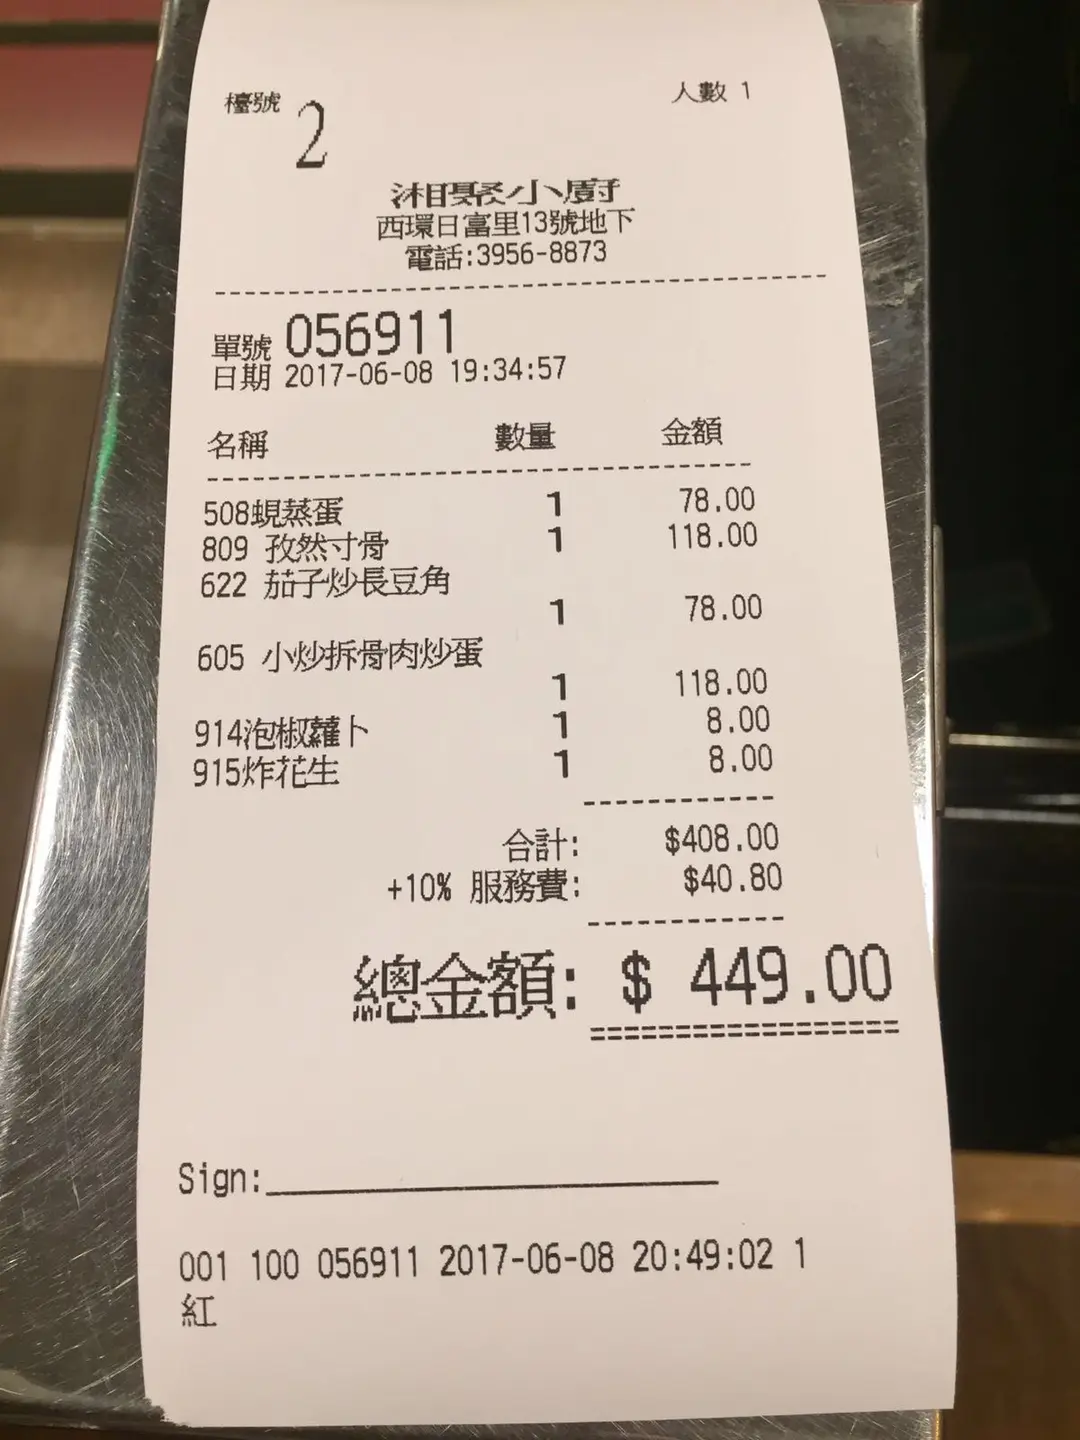 檯號 2 人數 1
湘聚小廚
西環日富里13號地下
電話:3956-8873
單號 056911
日期 2017-06-08 19:34:57
名稱 數量 金額
508蜆蒸蛋 1 78.00
809 孜然寸骨 1 118.00
622 茄子炒長豆角
1 78.00
605 小炒拆骨肉炒蛋
1 118.00
914泡椒蘿卜 1 8.00
915炸花生 1 8.00
合計: $408.00
+10% 服務費: $40.80
總金額: $ 449.00
Sign:
001 100 056911 2017-06-08 20:49:02 1
紅